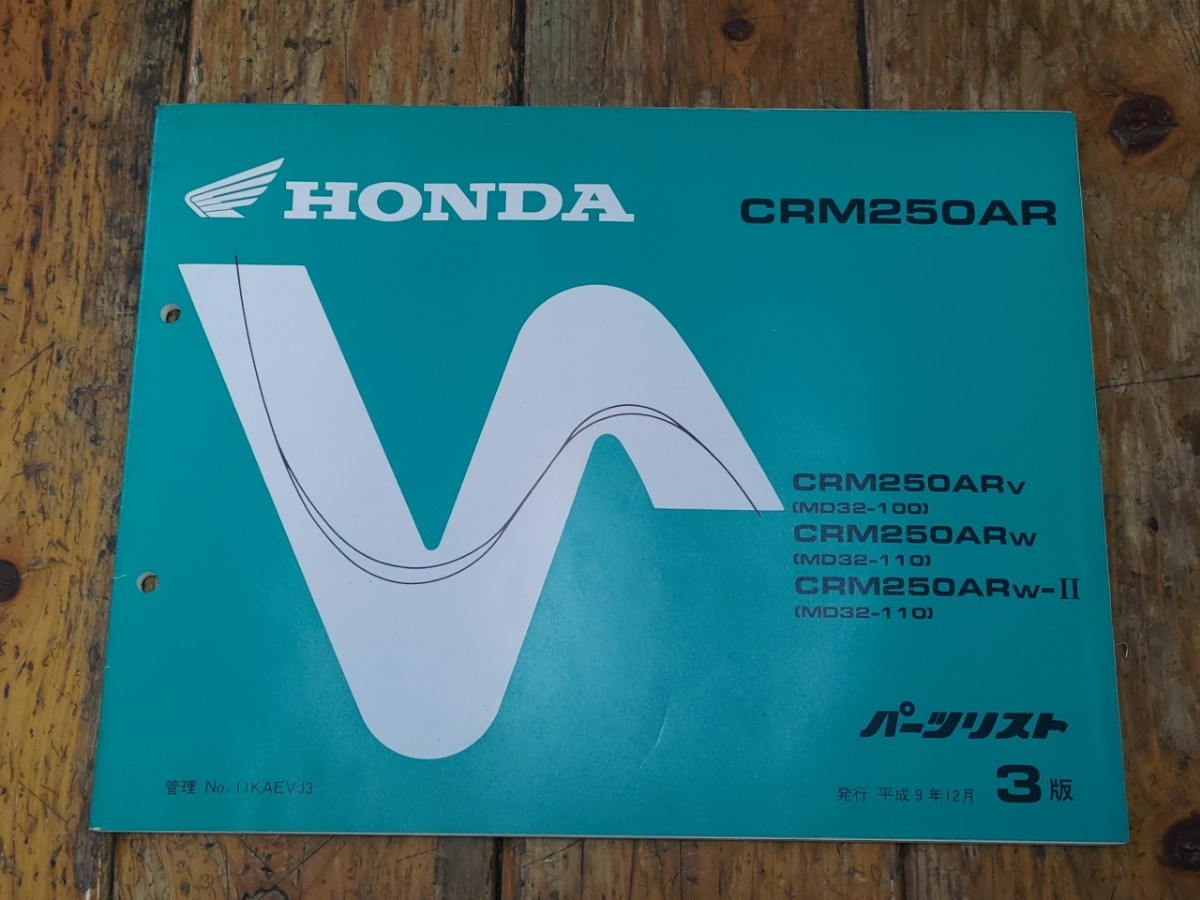 HONDA
CRM250AR
CRM250ARV
(MD32-100)
CRM250ARW
(MD32-110)
CRM250ARW-II
(MD32-110)
パーツリスト
管理 No. 11KAEVJ3
発行 平成9年12月 3版